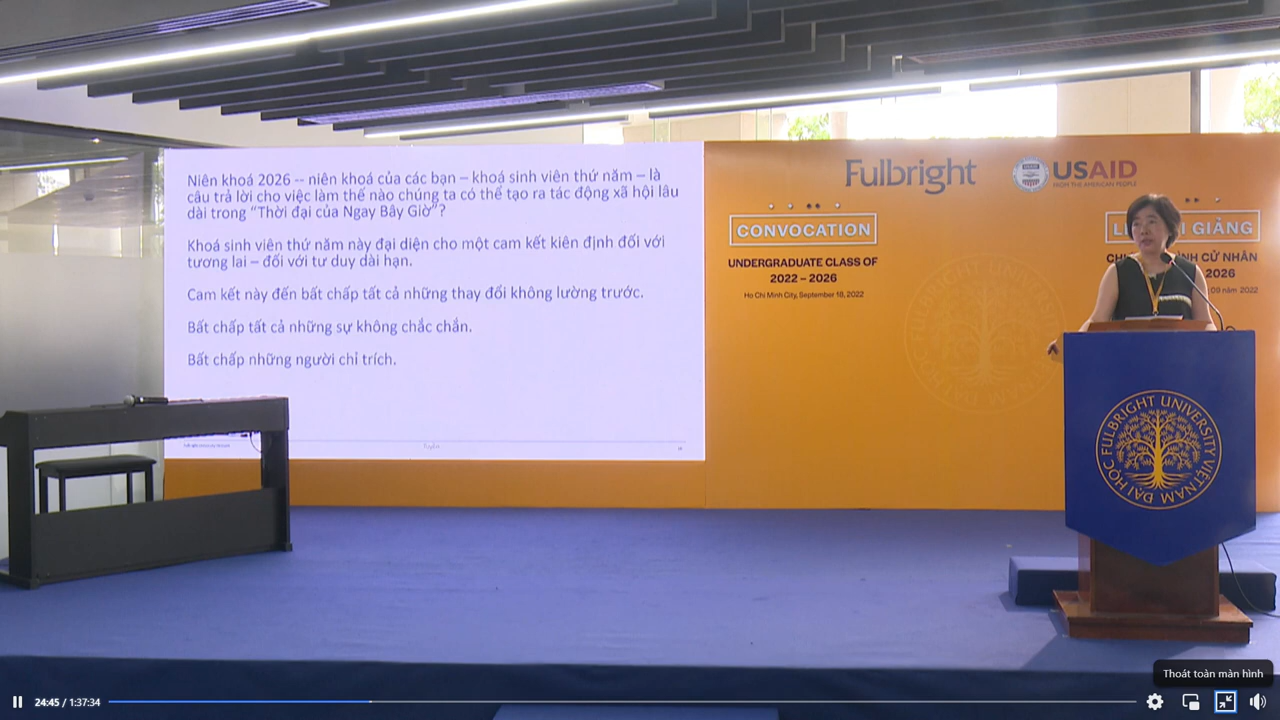 Niên khoá 2026 -- niên khoá của các bạn – khoá sinh viên thứ năm – là
câu trả lời cho việc làm thế nào chúng ta có thể tạo ra tác động xã hội lâu
dài trong “Thời đại của Ngay Bây Giờ”?
Khoá sinh viên thứ năm này đại diện cho một cam kết kiên định đối với
tương lai – đối với tư duy dài hạn.
Cam kết này đến bất chấp tất cả những thay đổi không lường trước.
Bất chấp tất cả những sự không chắc chắn.
Bất chấp những người chỉ trích.
Fulbright
USAID
FROM THE AMERICAN PEOPLE
CONVOCATION
UNDERGRADUATE CLASS OF
2022 – 2026
Ho Chi Minh City, September 18, 2022
GIẢNG
CỬ NHÂN
2026
09 năm 2022
FULBRIGHT UNIVERSITY VIETNAM
ĐẠI HỌC FULBRIGHT VIỆT NAM
Thoát toàn màn hình
24:45 / 1:37:34